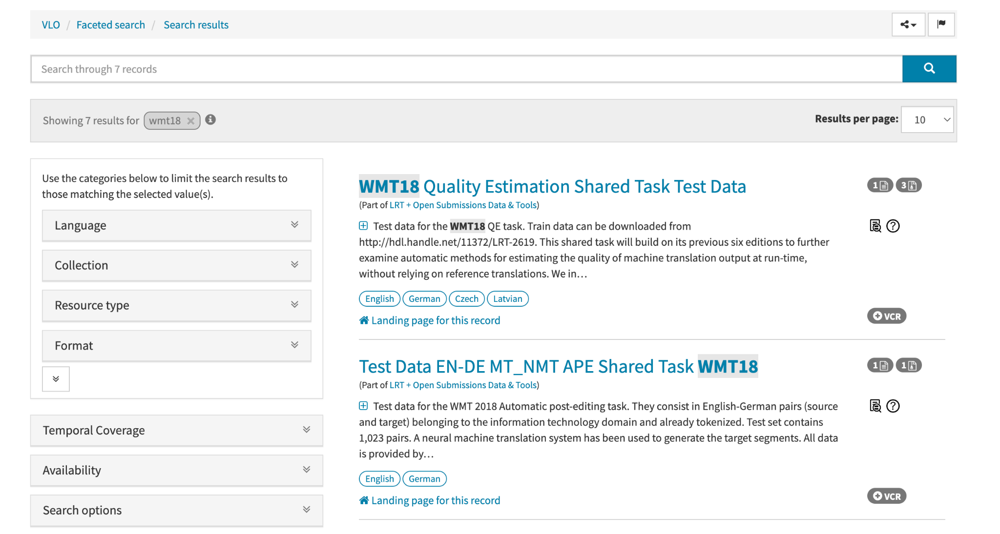 VLO / Faceted search / Search results
Search through 7 records
Showing 7 results for wmt18
Results per page: 10
Use the categories below to limit the search results to
those matching the selected value(s).
Language
Collection
Resource type
Format
Temporal Coverage
Availability
Search options
WMT18 Quality Estimation Shared Task Test Data
1 3
(Part of LRT + Open Submissions Data & Tools)
Test data for the WMT18 QE task. Train data can be downloaded from
http://hdl.handle.net/11372/LRT-2619. This shared task will build on its previous six editions to further
examine automatic methods for estimating the quality of machine translation output at run-time,
without relying on reference translations. We in…
English German Czech Latvian
Landing page for this record
VCR
Test Data EN-DE MT_NMT APE Shared Task WMT18
1 1
(Part of LRT + Open Submissions Data & Tools)
Test data for the WMT 2018 Automatic post-editing task. They consist in English-German pairs (source
and target) belonging to the information technology domain and already tokenized. Test set contains
1,023 pairs. A neural machine translation system has been used to generate the target segments. All data
is provided by…
English German
Landing page for this record
VCR